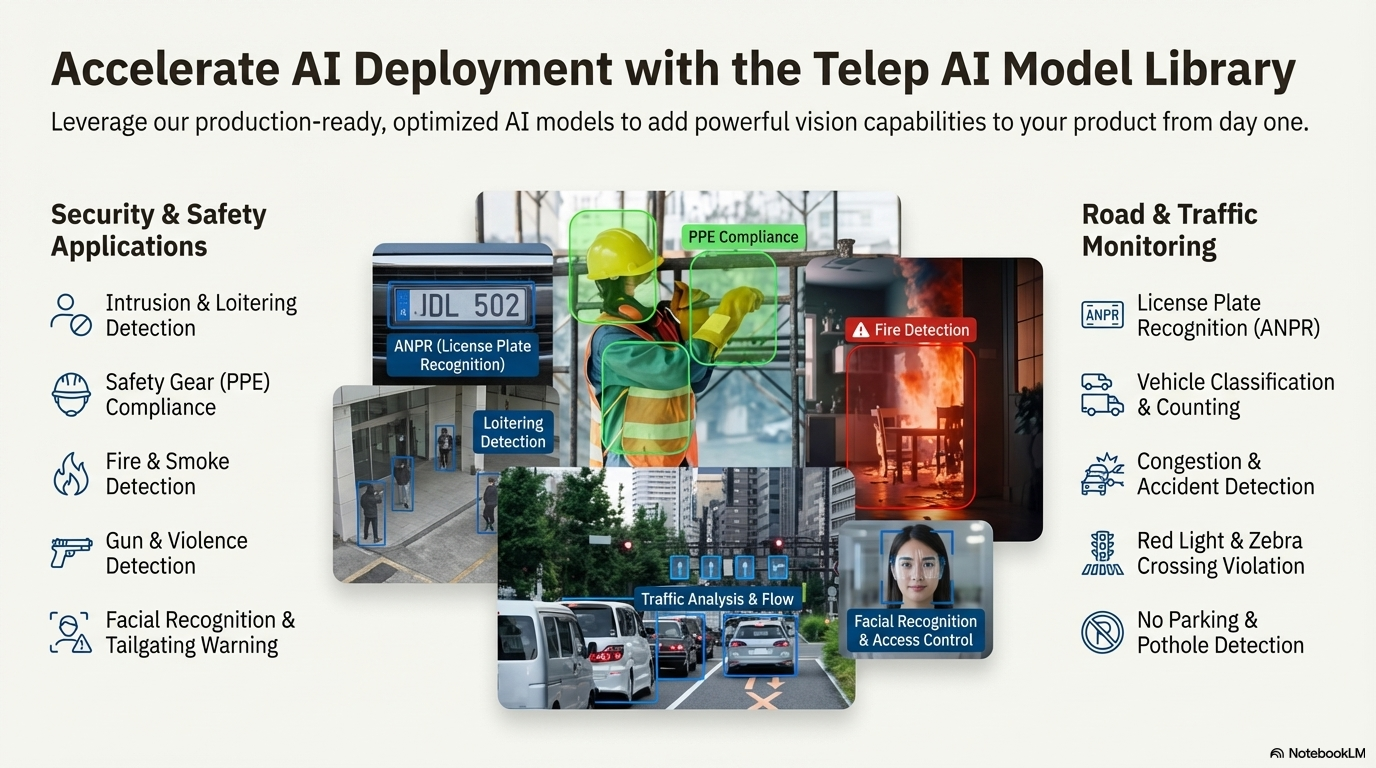 Accelerate AI Deployment with the Telep AI Model Library
Leverage our production-ready, optimized AI models to add powerful vision capabilities to your product from day one.
Security & Safety
Applications
Intrusion & Loitering
Detection
Safety Gear (PPE)
Compliance
Fire & Smoke
Detection
Gun & Violence
Detection
Facial Recognition &
Tailgating Warning
PPE Compliance
JDL 502
ANPR (License Plate
Recognition)
Fire Detection
Loitering
Detection
Traffic Analysis & Flow
Facial Recognition
& Access Control
Road & Traffic
Monitoring
ANPR
License Plate
Recognition (ANPR)
Vehicle Classification
& Counting
Congestion &
Accident Detection
Red Light & Zebra
Crossing Violation
No Parking &
Pothole Detection
NotebookLM